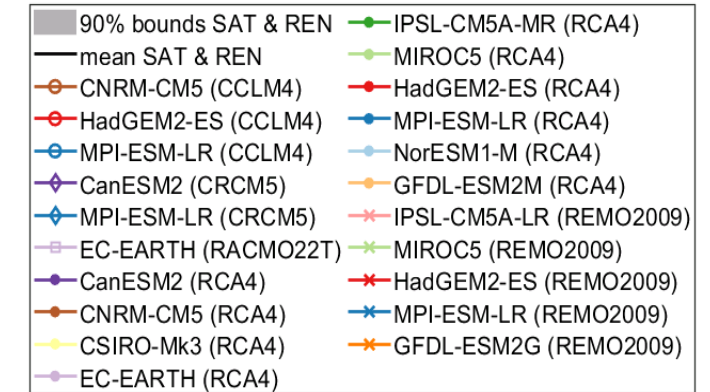 90% bounds SAT & REN
mean SAT & REN
CNRM-CM5 (CCLM4)
HadGEM2-ES (CCLM4)
MPI-ESM-LR (CCLM4)
CanESM2 (CRCM5)
MPI-ESM-LR (CRCM5)
EC-EARTH (RACMO22T)
CanESM2 (RCA4)
CNRM-CM5 (RCA4)
CSIRO-Mk3 (RCA4)
EC-EARTH (RCA4)
IPSL-CM5A-MR (RCA4)
MIROC5 (RCA4)
HadGEM2-ES (RCA4)
MPI-ESM-LR (RCA4)
NorESM1-M (RCA4)
GFDL-ESM2M (RCA4)
IPSL-CM5A-LR (REMO2009)
MIROC5 (REMO2009)
HadGEM2-ES (REMO2009)
MPI-ESM-LR (REMO2009)
GFDL-ESM2G (REMO2009)